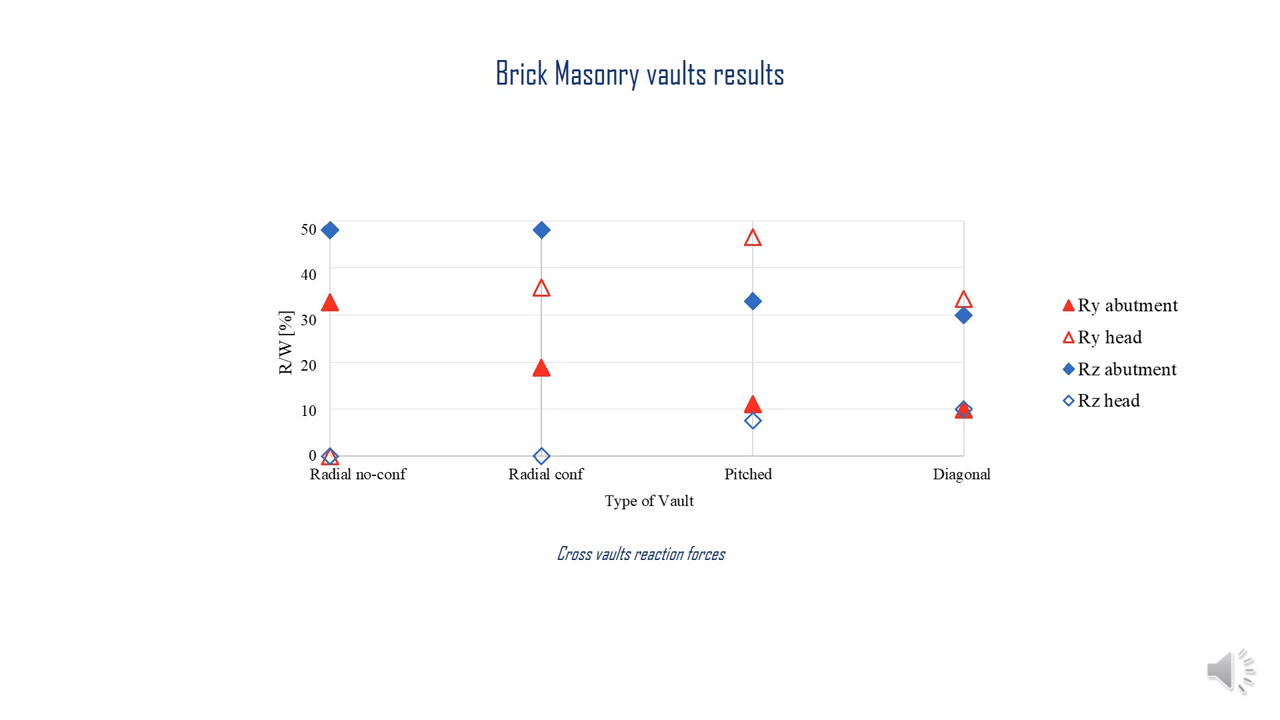 Brick Masonry vaults results
50
40
30
20
10
0
R/W [%]
Radial no-conf Radial conf Pitched Diagonal
Type of Vault
Ry abutment
Ry head
Rz abutment
Rz head
Cross vaults reaction forces